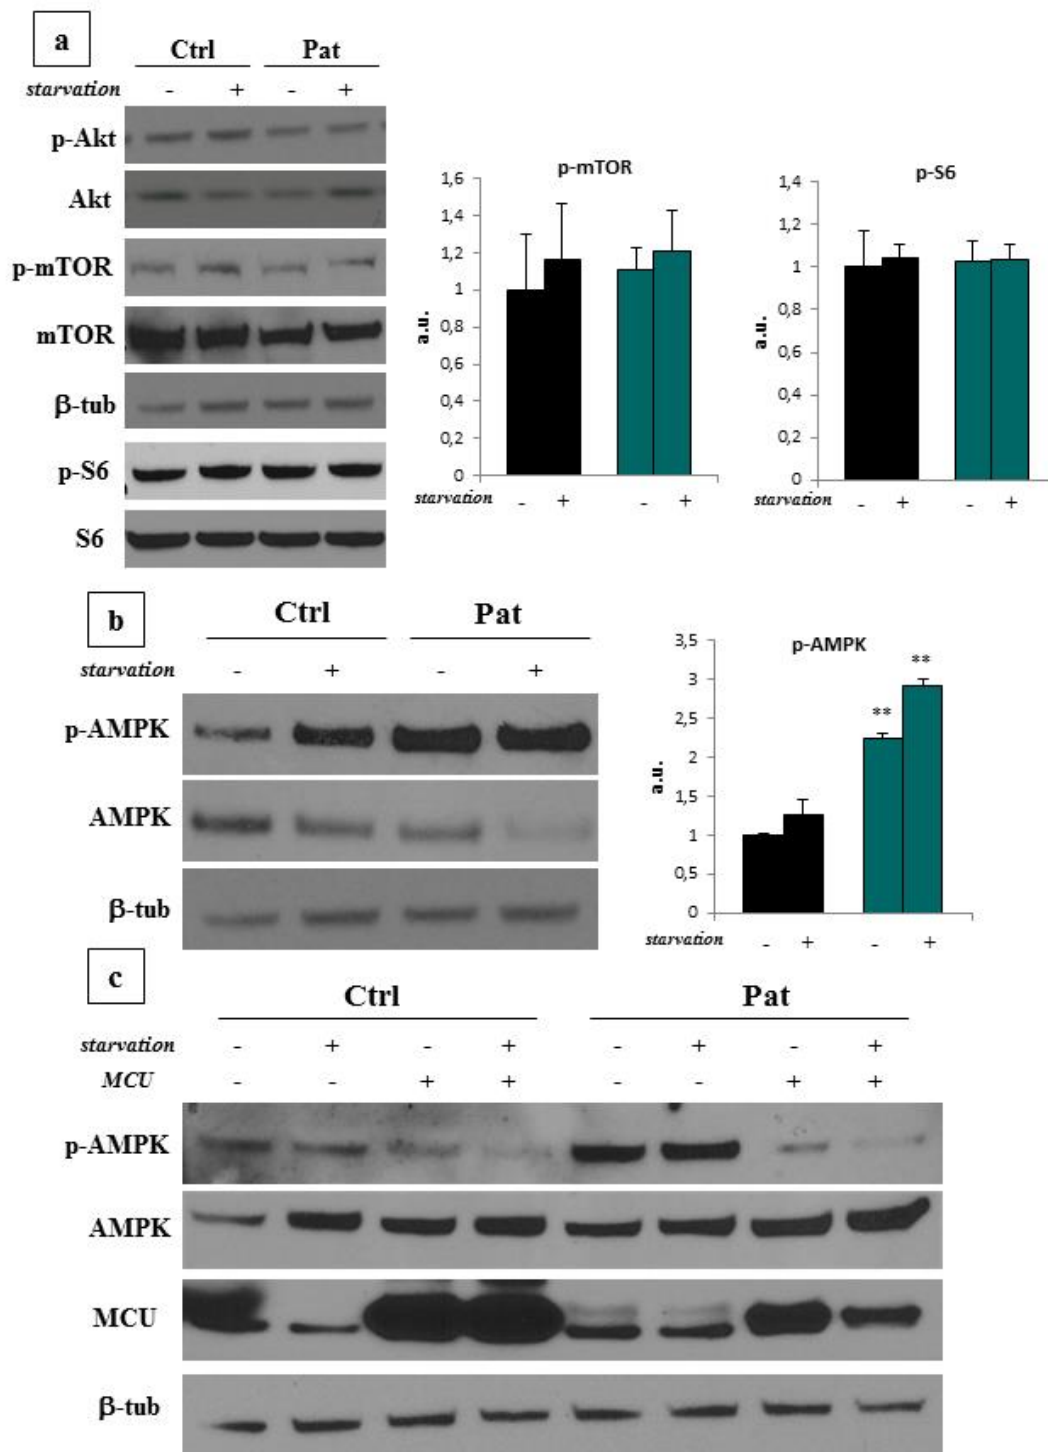 a
Ctrl Pat
starvation - + - +
p-Akt
Akt
p-mTOR
mTOR
β-tub
p-S6
S6
p-mTOR
1,6
1,4
1,2
1
0,8
0,6
0,4
0,2
0
a.u.
starvation - + - +
p-S6
1,4
1,2
1
0,8
0,6
0,4
0,2
0
a.u.
starvation - + - +
b
Ctrl Pat
starvation - + - +
p-AMPK
AMPK
β-tub
p-AMPK
3,5
3
2,5
2
1,5
1
0,5
0
a.u.
** **
starvation - + - +
c
Ctrl Pat
starvation - + - + - + - +
MCU - - + + - - + +
p-AMPK
AMPK
MCU
β-tub